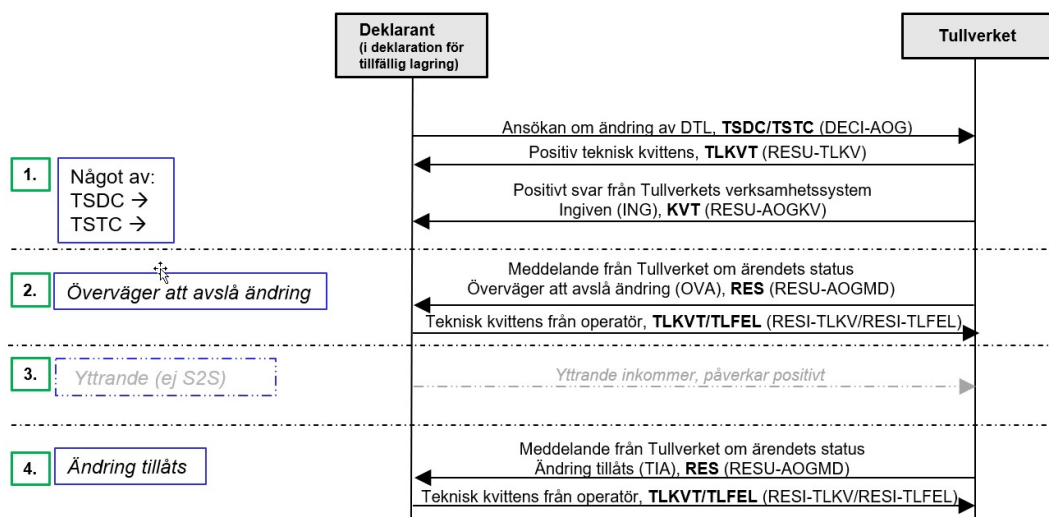 Deklarant
(i deklaration för
tillfällig lagring)
Tullverket
Ansökan om ändring av DTL, TSDC/TSTC (DECI-AOG)
Positiv teknisk kvittens, TLKVT (RESU-TLKV)
1.
Något av:
TSDC →
TSTC →
Positivt svar från Tullverkets verksamhetssystem
Ingiven (ING), KVT (RESU-AOGKV)
2.
Överväger att avslå ändring
Meddelande från Tullverket om ärendets status
Överväger att avslå ändring (OVA), RES (RESU-AOGMD)
Teknisk kvittens från operatör, TLKVT/TLFEL (RESI-TLKV/RESI-TLFEL)
3.
Yttrande (ej S2S)
Yttrande inkommer, påverkar positivt
4.
Ändring tillåts
Meddelande från Tullverket om ärendets status
Ändring tillåts (TIA), RES (RESU-AOGMD)
Teknisk kvittens från operatör, TLKVT/TLFEL (RESI-TLKV/RESI-TLFEL)